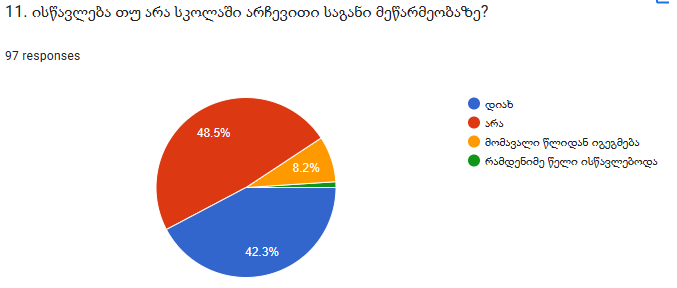 11. ისწავლება თუ არა სკოლაში არჩევითი საგანი მეწარმეობაზე?
97 responses
დიახ
არა
მომავალი წლიდან იგეგმება
რამდენიმე წელი ისწავლებოდა
48.5%
8.2%
42.3%